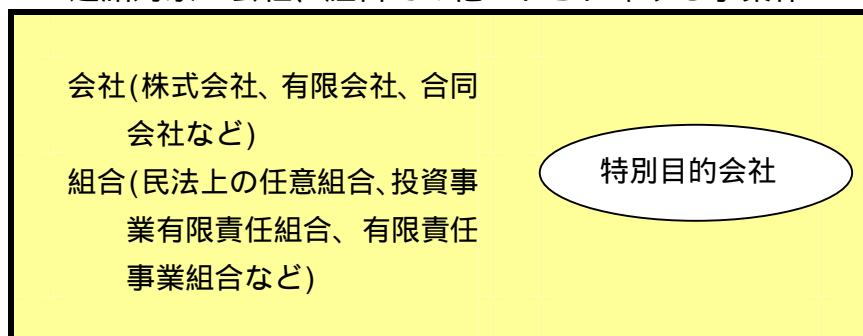 会社(株式会社、有限会社、合同
会社など)
組合(民法上の任意組合、投資事
業有限責任組合、有限責任
事業組合など)
特別目的会社